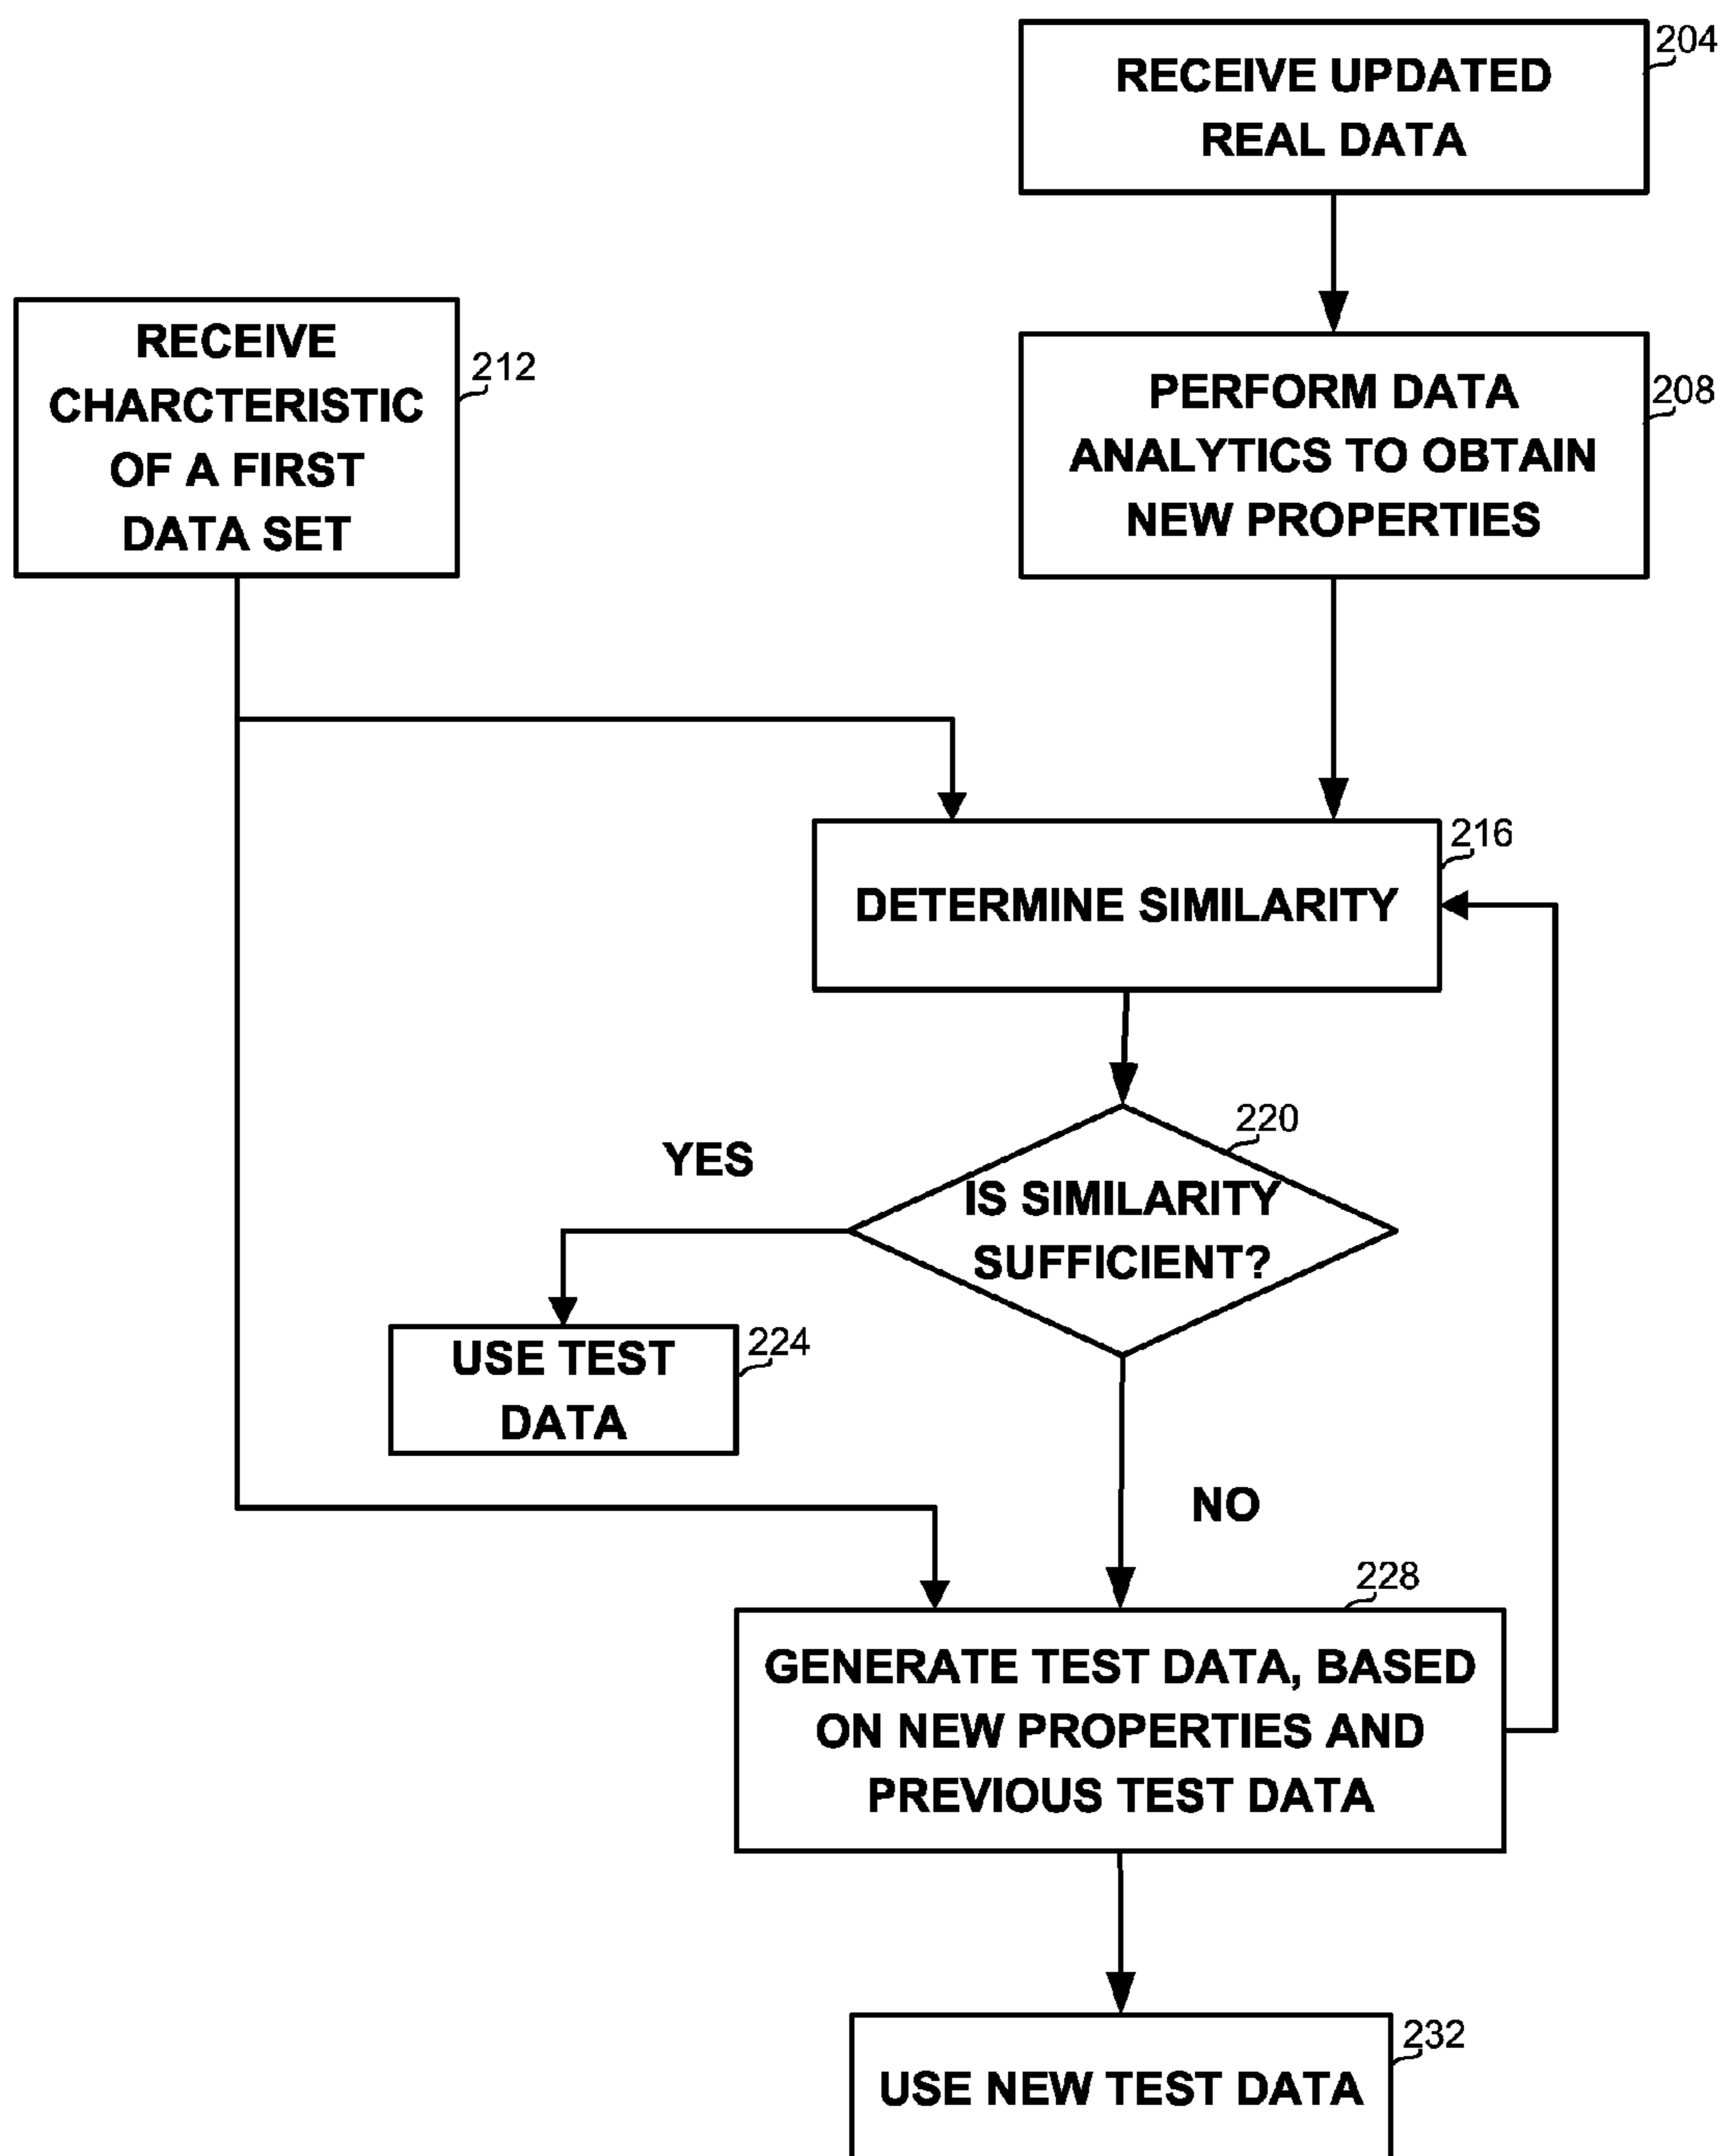 204
RECEIVE UPDATED
REAL DATA
RECEIVE
CHARCTERISTIC
OF A FIRST
DATA SET
212
PERFORM DATA
ANALYTICS TO OBTAIN
NEW PROPERTIES
208
216
DETERMINE SIMILARITY
220
YES
IS SIMILARITY
SUFFICIENT?
USE TEST
DATA
224
NO
228
GENERATE TEST DATA, BASED
ON NEW PROPERTIES AND
PREVIOUS TEST DATA
232
USE NEW TEST DATA